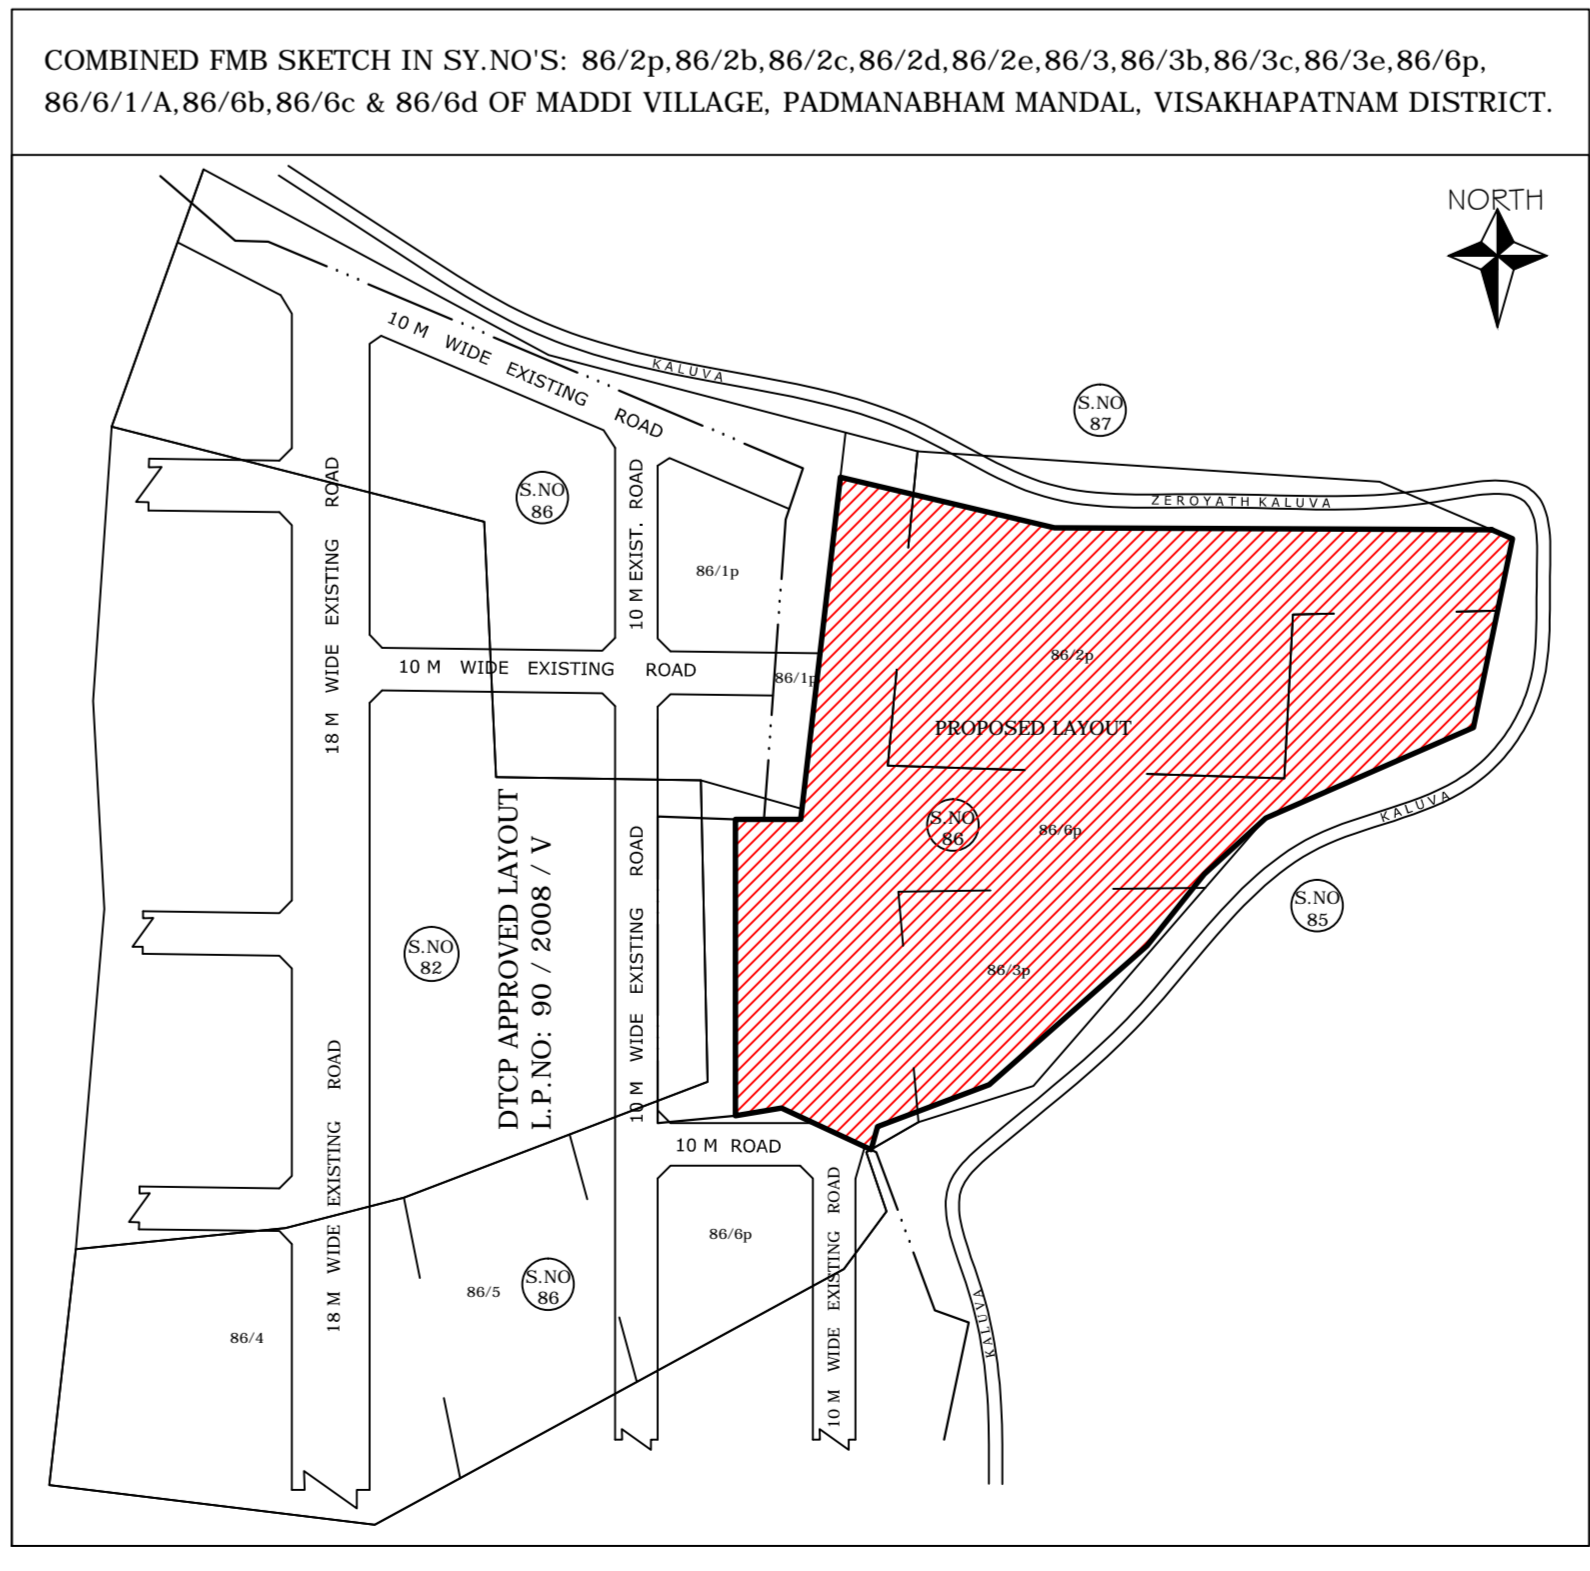 COMBINED FMB SKETCH IN SY.NO'S: 86/2p,86/2b,86/2c,86/2d,86/2e,86/3,86/3b,86/3c,86/3e,86/6p,
86/6/1/A,86/6b,86/6c & 86/6d OF MADDI VILLAGE, PADMANABHAM MANDAL, VISAKHAPATNAM DISTRICT.
NORTH
10 M WIDE EXISTING ROAD
KALUVA
S.NO
87
ZEROYATH KALUVA
18 M WIDE EXISTING ROAD
S.NO
86
10 M EXIST. ROAD
86/1p
10 M WIDE EXISTING ROAD
86/1p
86/2p
PROPOSED LAYOUT
S.NO
86
86/6p
KALUVA
S.NO
85
S.NO
82
DTCP APPROVED LAYOUT
L.P.NO: 90 / 2008 / V
10 M WIDE EXISTING ROAD
86/3p
18 M WIDE EXISTING ROAD
10 M ROAD
86/6p
10 M WIDE EXISTING ROAD
86/5
S.NO
86
86/4
KALUVA